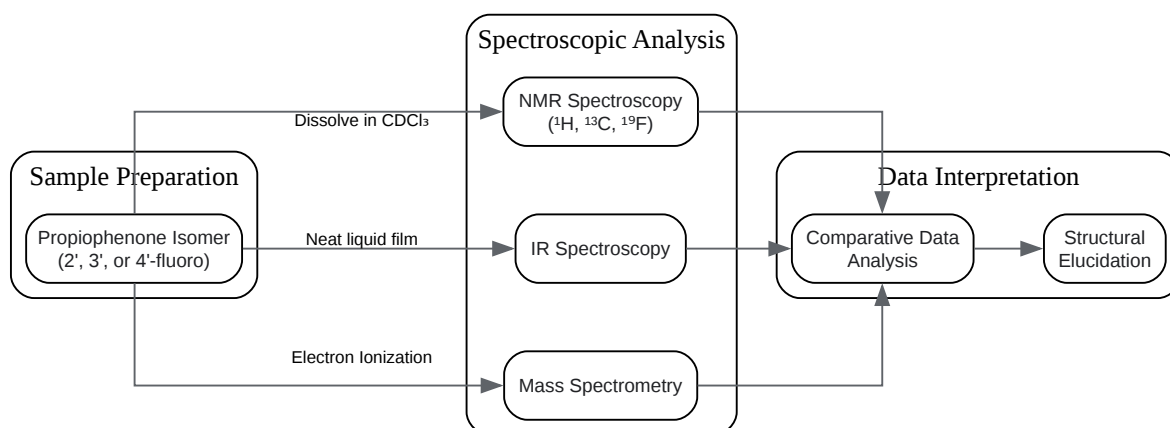 Spectroscopic Analysis
NMR Spectroscopy
(¹H, ¹³C, ¹⁹F)
Dissolve in CDCl₃
Sample Preparation
Data Interpretation
Propiophenone Isomer
(2', 3', or 4'-fluoro)
Neat liquid film
IR Spectroscopy
Comparative Data
Analysis
Structural
Elucidation
Electron Ionization
Mass Spectrometry